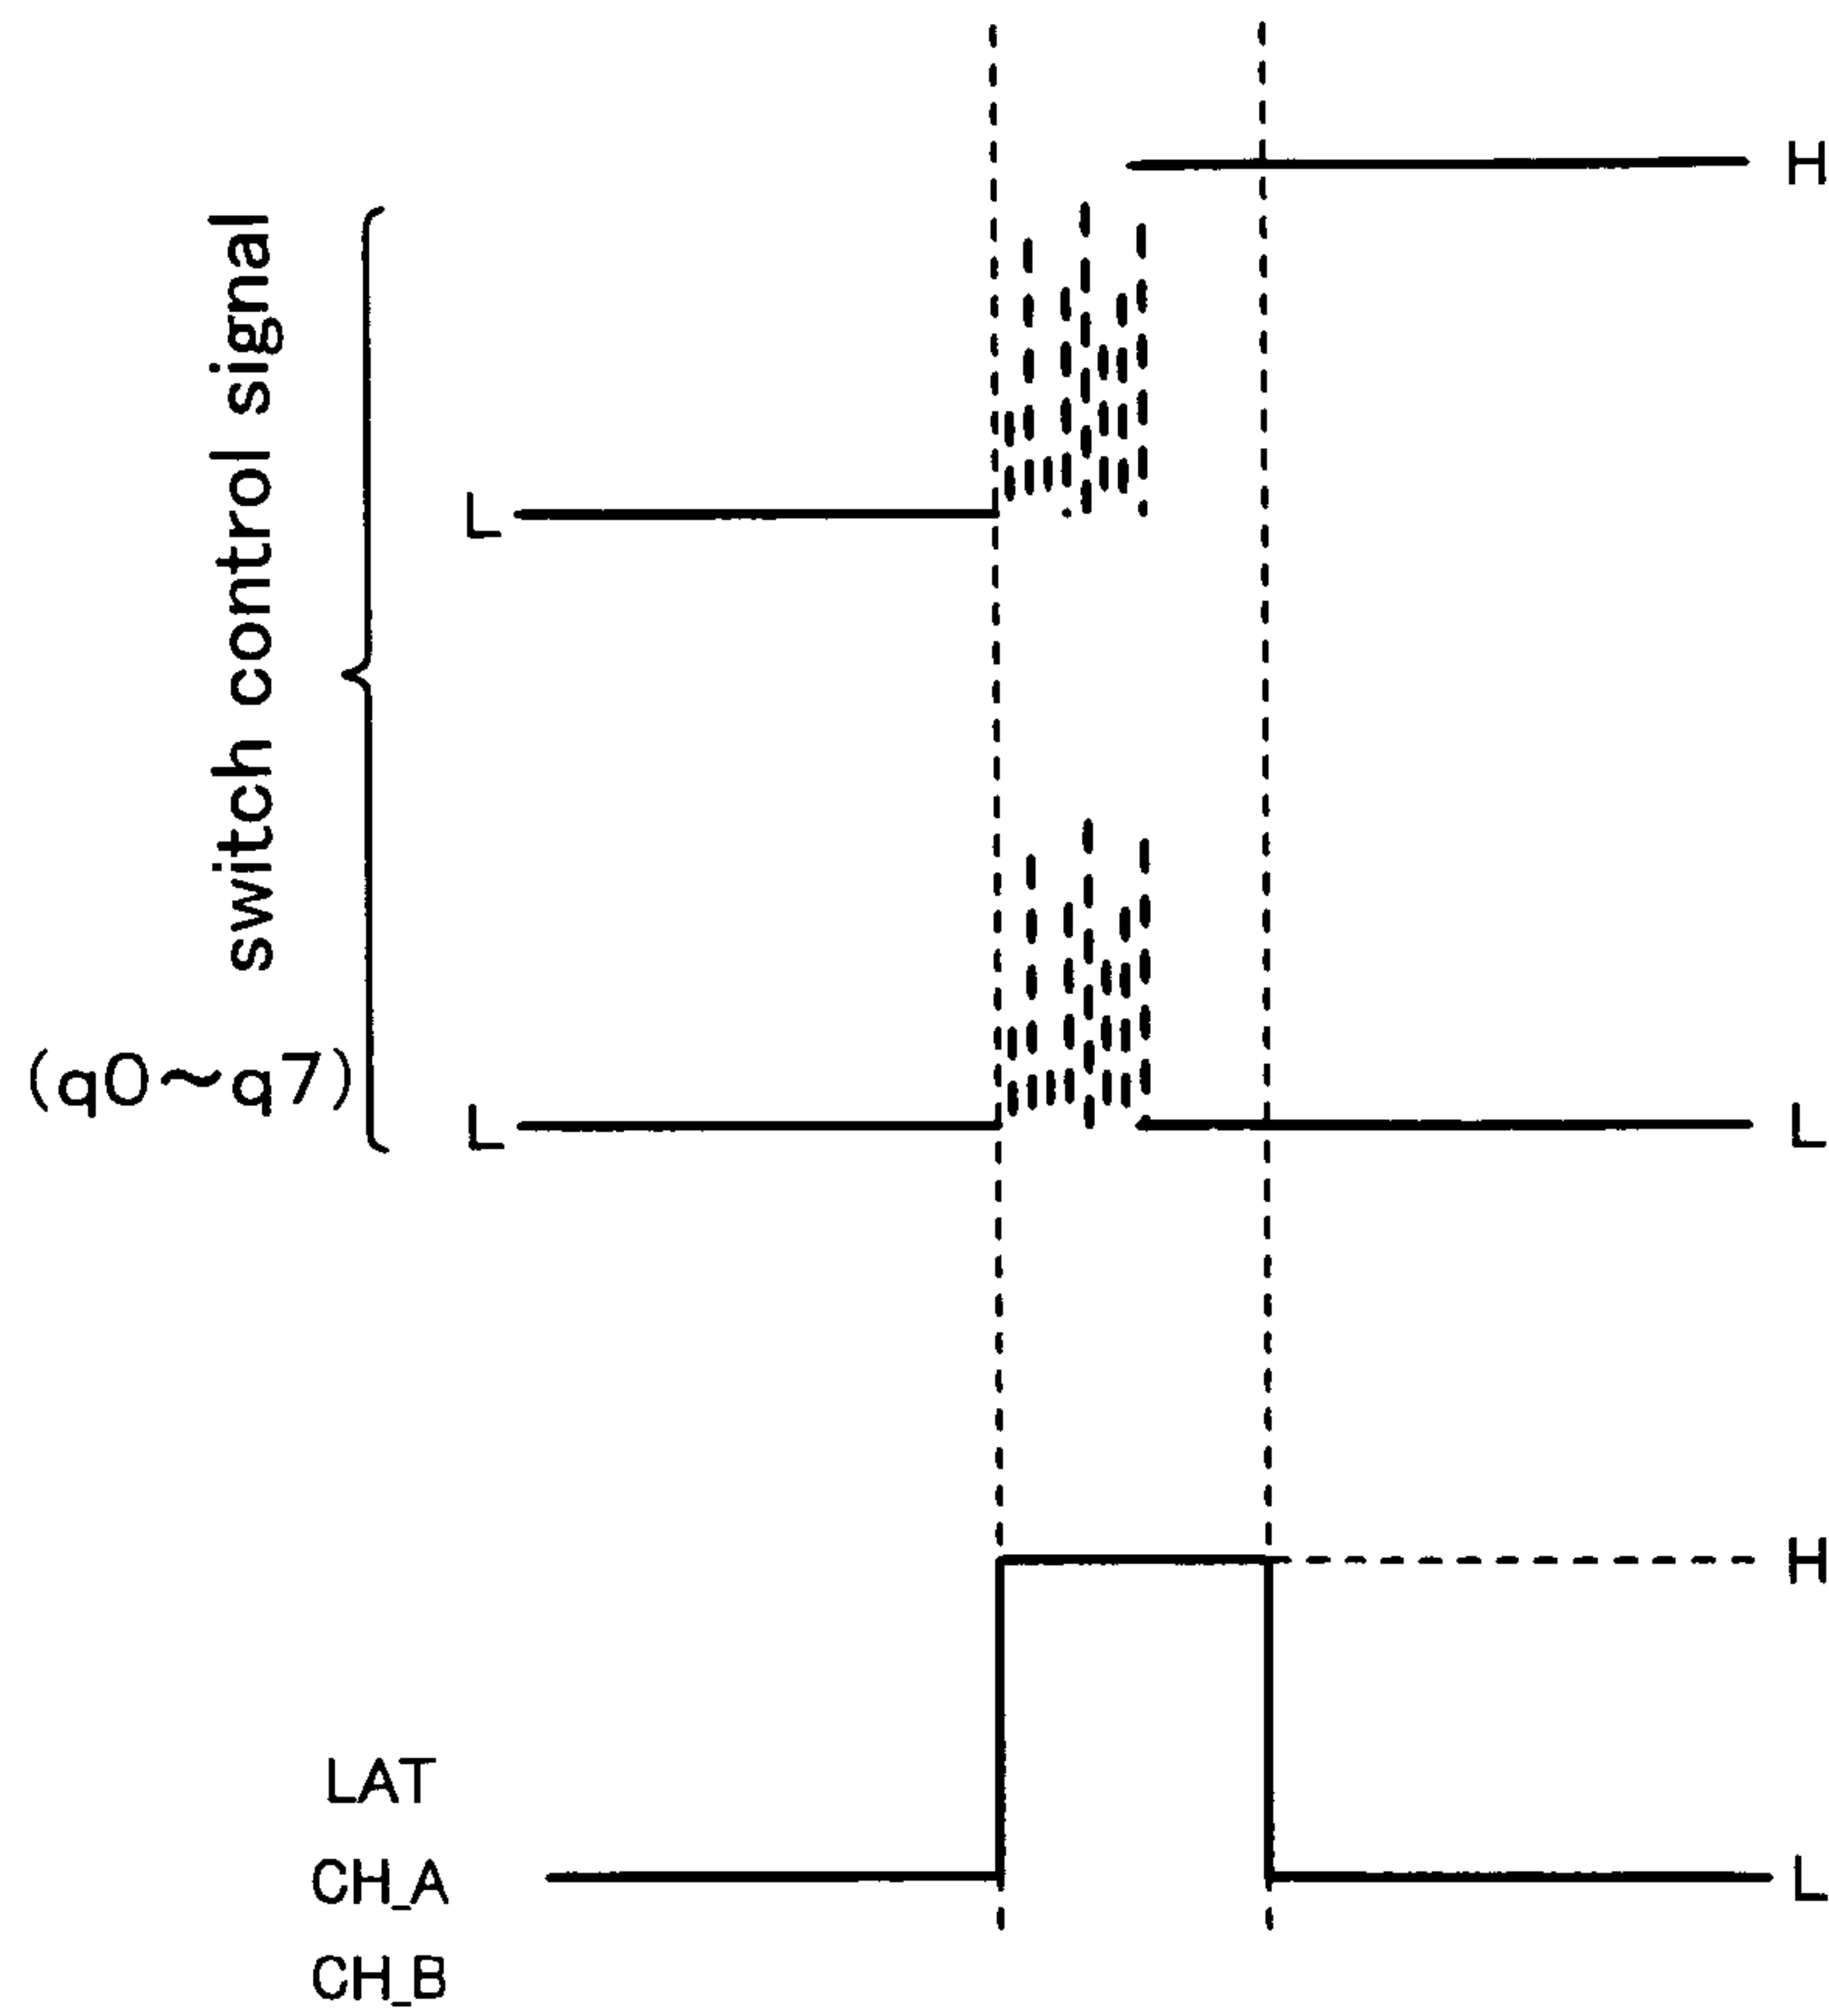 H
switch control signal
L
(q0~q7)
L
L
H
LAT
CH_A
L
CH_B